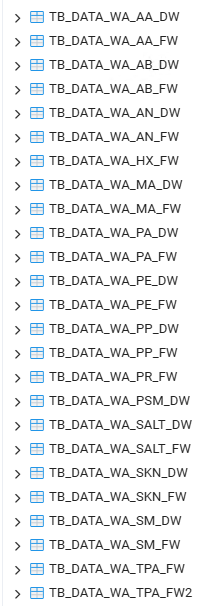 TB_DATA_WA_AA_DW
TB_DATA_WA_AA_FW
TB_DATA_WA_AB_DW
TB_DATA_WA_AB_FW
TB_DATA_WA_AN_DW
TB_DATA_WA_AN_FW
TB_DATA_WA_HX_FW
TB_DATA_WA_MA_DW
TB_DATA_WA_MA_FW
TB_DATA_WA_PA_DW
TB_DATA_WA_PA_FW
TB_DATA_WA_PE_DW
TB_DATA_WA_PE_FW
TB_DATA_WA_PP_DW
TB_DATA_WA_PP_FW
TB_DATA_WA_PR_FW
TB_DATA_WA_PSM_DW
TB_DATA_WA_SALT_DW
TB_DATA_WA_SALT_FW
TB_DATA_WA_SKN_DW
TB_DATA_WA_SKN_FW
TB_DATA_WA_SM_DW
TB_DATA_WA_SM_FW
TB_DATA_WA_TPA_FW
TB_DATA_WA_TPA_FW2